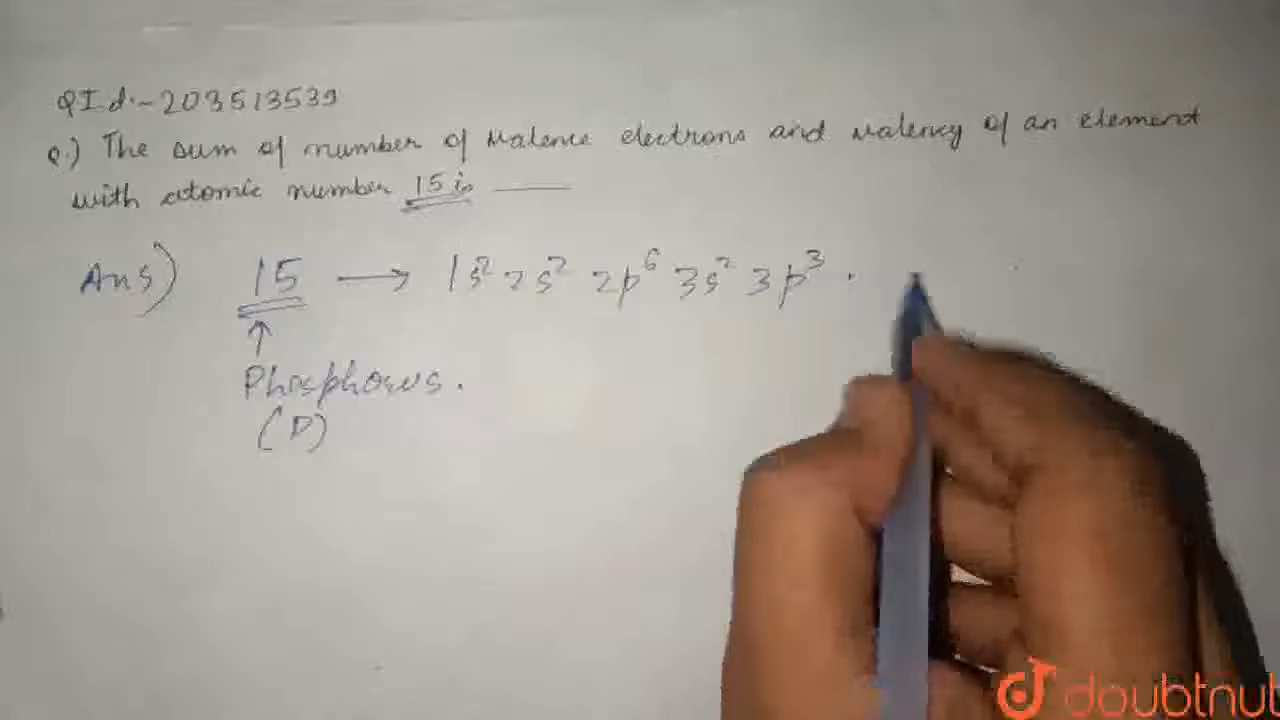 QId:-203513539
Q.) The sum of number of valence electrons and valency of an element
with atomic number 15 is ____
Ans) 15 → 1s² 2s² 2p⁶ 3s² 3p³.
↑
Phosphorus.
(P)
doubtnut